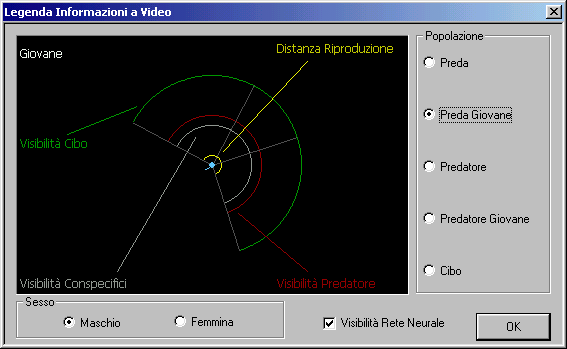 Legenda Informazioni a Video
Giovane
Distanza Riproduzione
Visibilità Cibo
Visibilità Conspecifici
Visibilità Predatore
Popolazione
Preda
Preda Giovane
Predatore
Predatore Giovane
Cibo
Sesso
Maschio
Femmina
Visibilità Rete Neurale
OK